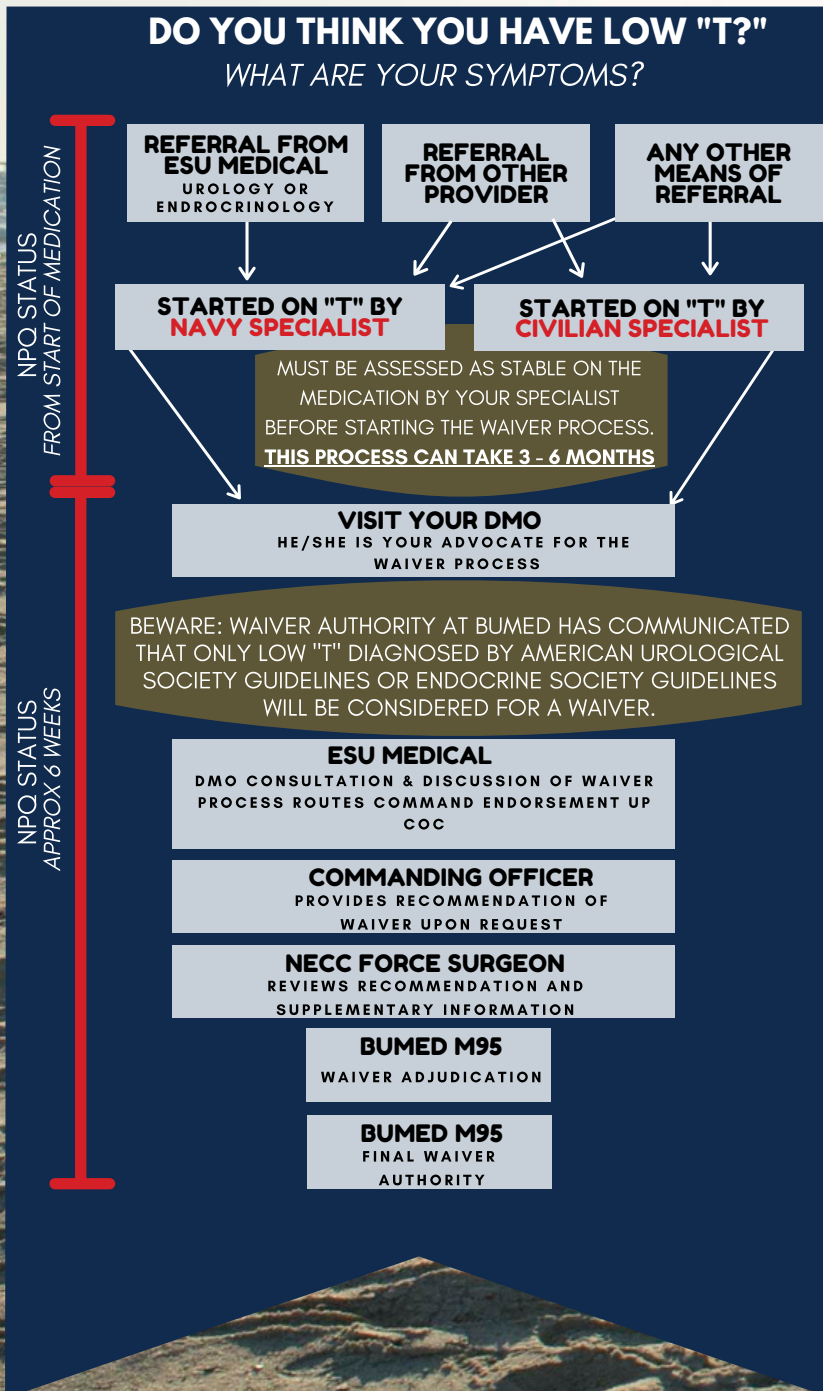 DO YOU THINK YOU HAVE LOW "T?"
WHAT ARE YOUR SYMPTOMS?
NPQ STATUS
FROM START OF MEDICATION
REFERRAL FROM
ESU MEDICAL
UROLOGY OR
ENDROCRINOLOGY
REFERRAL
FROM OTHER
PROVIDER
ANY OTHER
MEANS OF
REFERRAL
STARTED ON "T" BY
NAVY SPECIALIST
STARTED ON "T" BY
CIVILIAN SPECIALIST
MUST BE ASSESSED AS STABLE ON THE
MEDICATION BY YOUR SPECIALIST
BEFORE STARTING THE WAIVER PROCESS.
THIS PROCESS CAN TAKE 3 - 6 MONTHS
NPQ STATUS
APPROX 6 WEEKS
VISIT YOUR DMO
HE/SHE IS YOUR ADVOCATE FOR THE
WAIVER PROCESS
BEWARE: WAIVER AUTHORITY AT BUMED HAS COMMUNICATED
THAT ONLY LOW "T" DIAGNOSED BY AMERICAN UROLOGICAL
SOCIETY GUIDELINES OR ENDOCRINE SOCIETY GUIDELINES
WILL BE CONSIDERED FOR A WAIVER.
ESU MEDICAL
DMO CONSULTATION & DISCUSSION OF WAIVER
PROCESS ROUTES COMMAND ENDORSEMENT UP
COC
COMMANDING OFFICER
PROVIDES RECOMMENDATION OF
WAIVER UPON REQUEST
NECC FORCE SURGEON
REVIEWS RECOMMENDATION AND
SUPPLEMENTARY INFORMATION
BUMED M95
WAIVER ADJUDICATION
BUMED M95
FINAL WAIVER
AUTHORITY